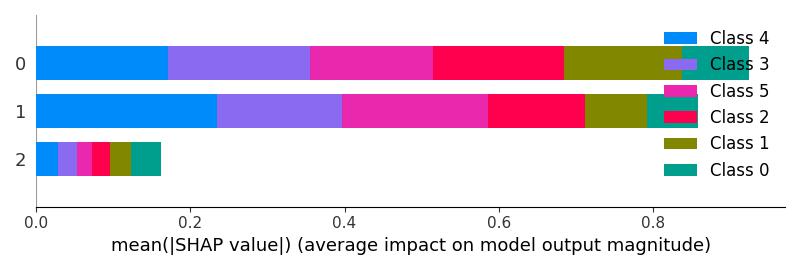 Class 4
0
Class 3
Class 5
1
Class 2
Class 1
2
Class 0
0.0 0.2 0.4 0.6 0.8
mean(|SHAP value|) (average impact on model output magnitude)